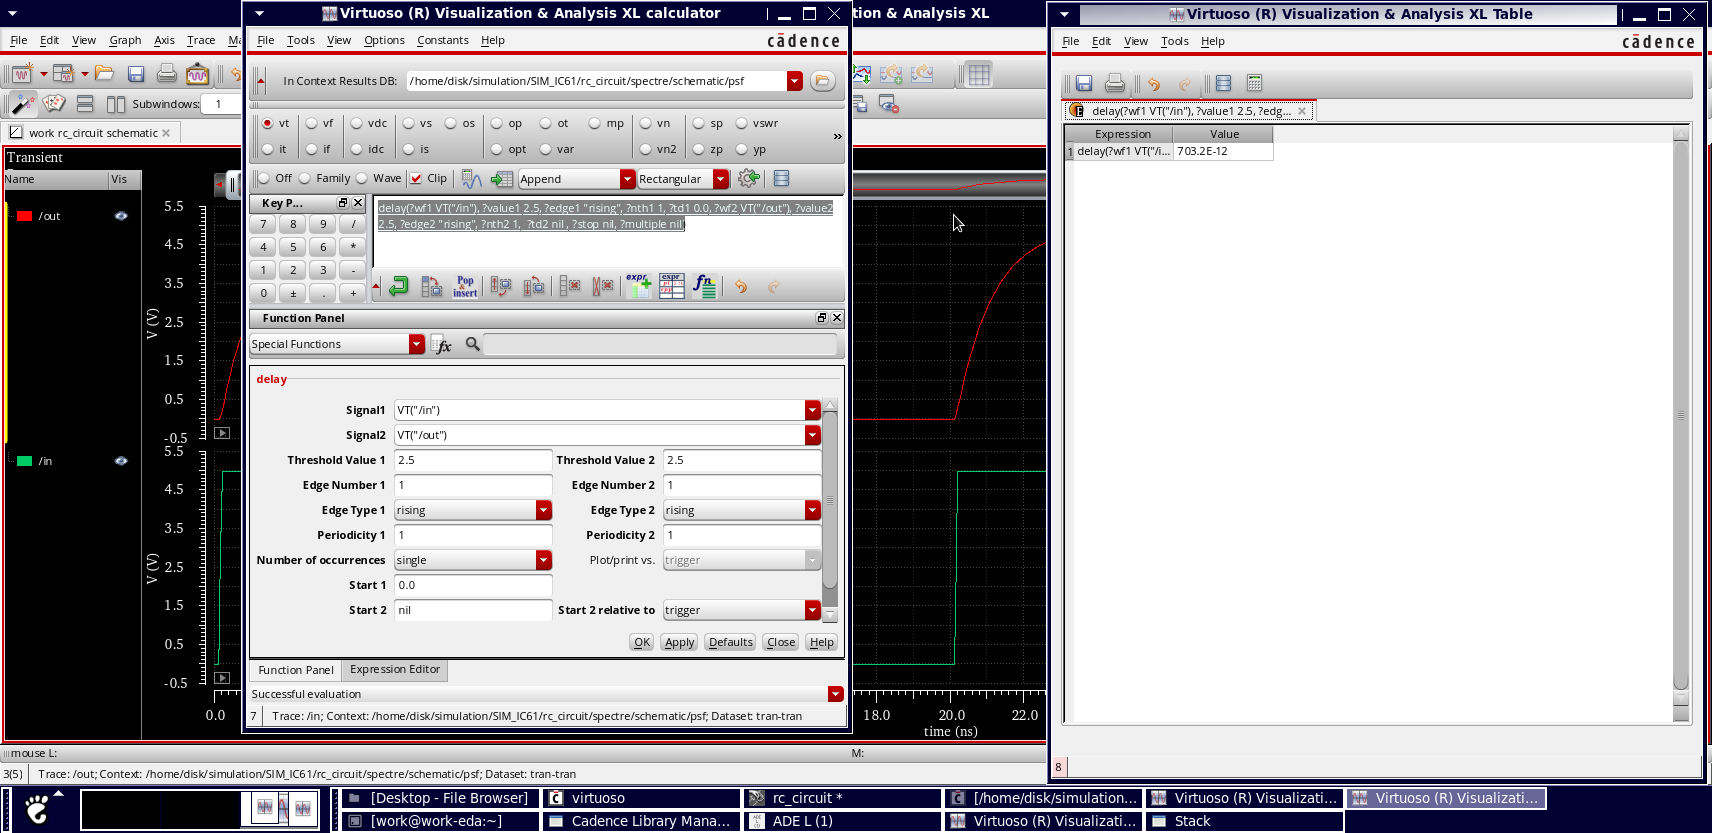 Virtuoso (R) Visualization & Analysis XL calculator
tion & Analysis XL
Virtuoso (R) Visualization & Analysis XL Table
File Edit View Graph Axis Trace
File Tools View Options Constants Help
cādence
File Edit View Tools Help
cādence
In Context Results DB: /home/disk/simulation/SIM_IC61/rc_circuit/spectre/schematic/psf
Subwindows: 1
vt vf vdc vs os op ot mp vn sp vswr
it if idc is opt var vn2 zp yp
»
work rc_circuit schematic
delay(?wf1 VT("/in"), ?value1 2.5, ?edg...
Expression Value
1 delay(?wf1 VT("/i... 703.2E-12
Transient
Name Vis
/out
/in
Off Family Wave Clip Append Rectangular
Key P...
7 8 9 /
4 5 6 *
1 2 3 -
0 ± . +
delay(?wf1 VT("/in"), ?value1 2.5, ?edge1 "rising", ?nth1 1, ?td1 0.0, ?wf2 VT("/out"), ?value2
2.5, ?edge2 "rising", ?nth2 1, ?td2 nil , ?stop nil, ?multiple nil)
Pop insert
expr
expr
fn
Function Panel
Special Functions
fx
delay
Signal1 VT("/in")
Signal2 VT("/out")
Threshold Value 1 2.5 Threshold Value 2 2.5
Edge Number 1 1 Edge Number 2 1
Edge Type 1 rising Edge Type 2 rising
Periodicity 1 1 Periodicity 2 1
Number of occurrences single Plot/print vs. trigger
Start 1 0.0
Start 2 nil Start 2 relative to trigger
OK Apply Defaults Close Help
Function Panel Expression Editor
Successful evaluation
7 Trace: /in; Context: /home/disk/simulation/SIM_IC61/rc_circuit/spectre/schematic/psf; Dataset: tran-tran
5.5
4.5
3.5
2.5
1.5
0.5
-0.5
V (V)
5.5
4.5
3.5
2.5
1.5
0.5
-0.5
V (V)
0.0 18.0 20.0 22.0
time (ns)
mouse L: M:
3(5) Trace: /out; Context: /home/disk/simulation/SIM_IC61/rc_circuit/spectre/schematic/psf; Dataset: tran-tran
8
[Desktop - File Browser] virtuoso rc_circuit * [/home/disk/simulation... Virtuoso (R) Visualizati... Virtuoso (R) Visualizati...
[work@work-eda:~] Cadence Library Mana... ADE L (1) Virtuoso (R) Visualizati... Stack